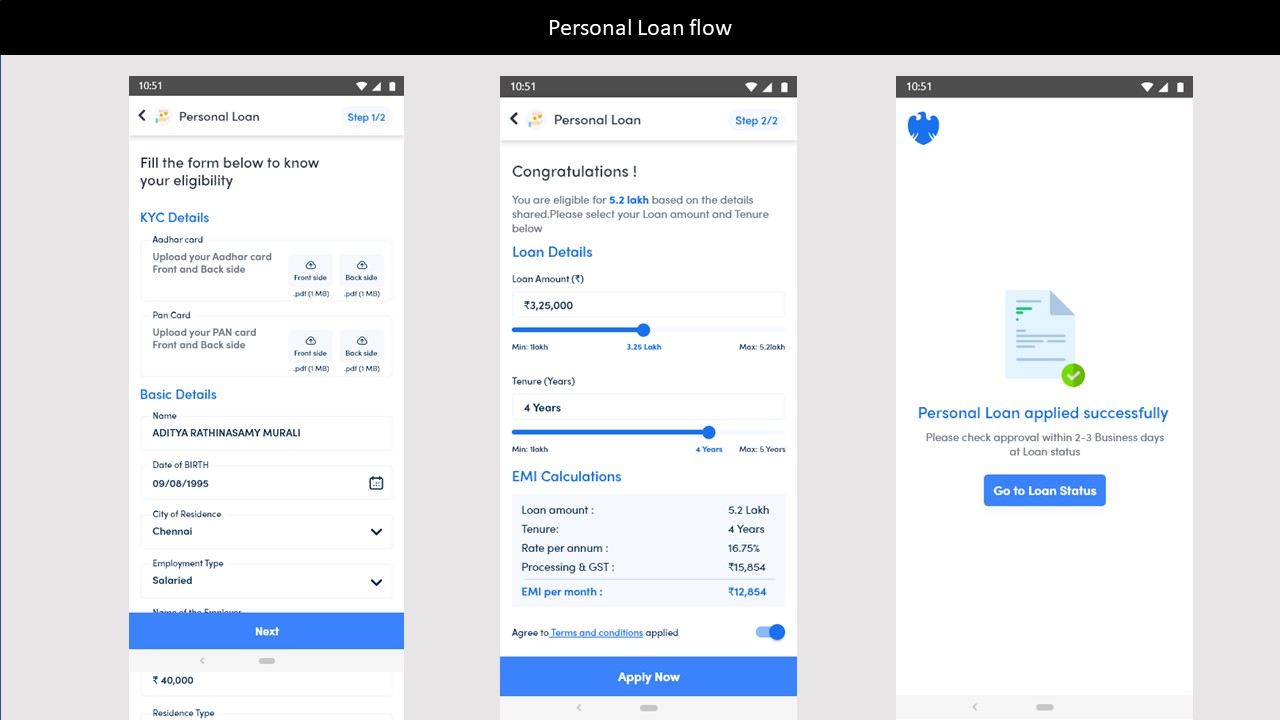 Personal Loan flow
10:51
Personal Loan
Step 1/2
Fill the form below to know
your eligibility
KYC Details
Aadhar card
Upload your Aadhar card
Front and Back side
Front side
Back side
.pdf (1 MB)
.pdf (1 MB)
Pan Card
Upload your PAN card
Front and Back side
Front side
Back side
.pdf (1 MB)
.pdf (1 MB)
Basic Details
Name
ADITYA RATHINASAMY MURALI
Date of BIRTH
09/08/1995
City of Residence
Chennai
Employment Type
Salaried
Name of the Employer
Next
₹ 40,000
Residence Type
10:51
Personal Loan
Step 2/2
Congratulations !
You are eligible for 5.2 lakh based on the details
shared.Please select your Loan amount and Tenure
below
Loan Details
Loan Amount (₹)
₹3,25,000
Min: 1lakh
3.25 Lakh
Max: 5.2lakh
Tenure (Years)
4 Years
Min: 1lakh
4 Years
Max: 5 Years
EMI Calculations
Loan amount : 5.2 Lakh
Tenure: 4 Years
Rate per annum : 16.75%
Processing & GST : ₹15,854
EMI per month : ₹12,854
Agree to Terms and conditions applied
Apply Now
10:51
Personal Loan applied successfully
Please check approval within 2-3 Business days
at Loan status
Go to Loan Status